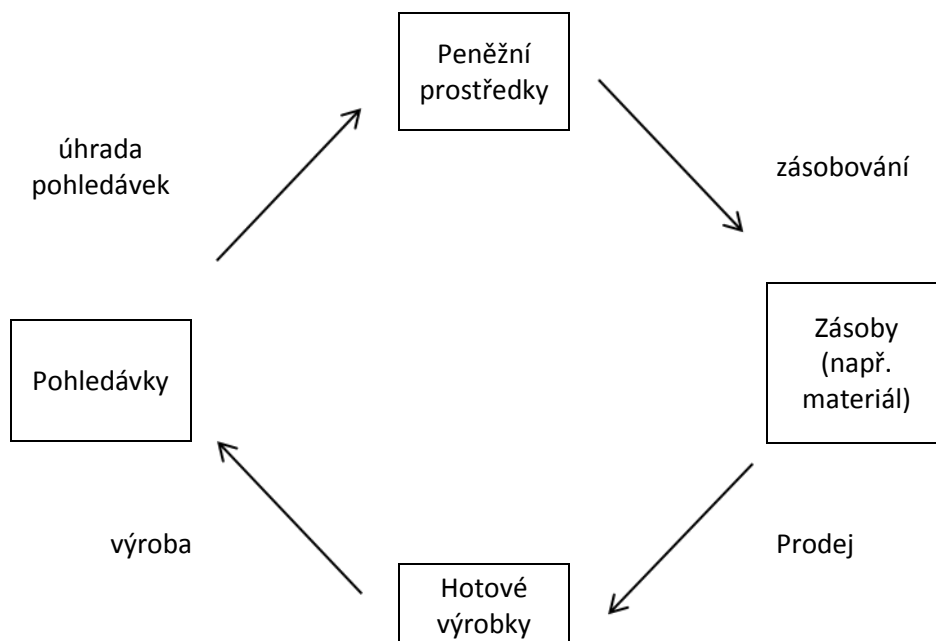 Peněžní
prostředky
úhrada
pohledávek
zásobování
Zásoby
(např.
materiál)
Pohledávky
výroba
Prodej
Hotové
výrobky